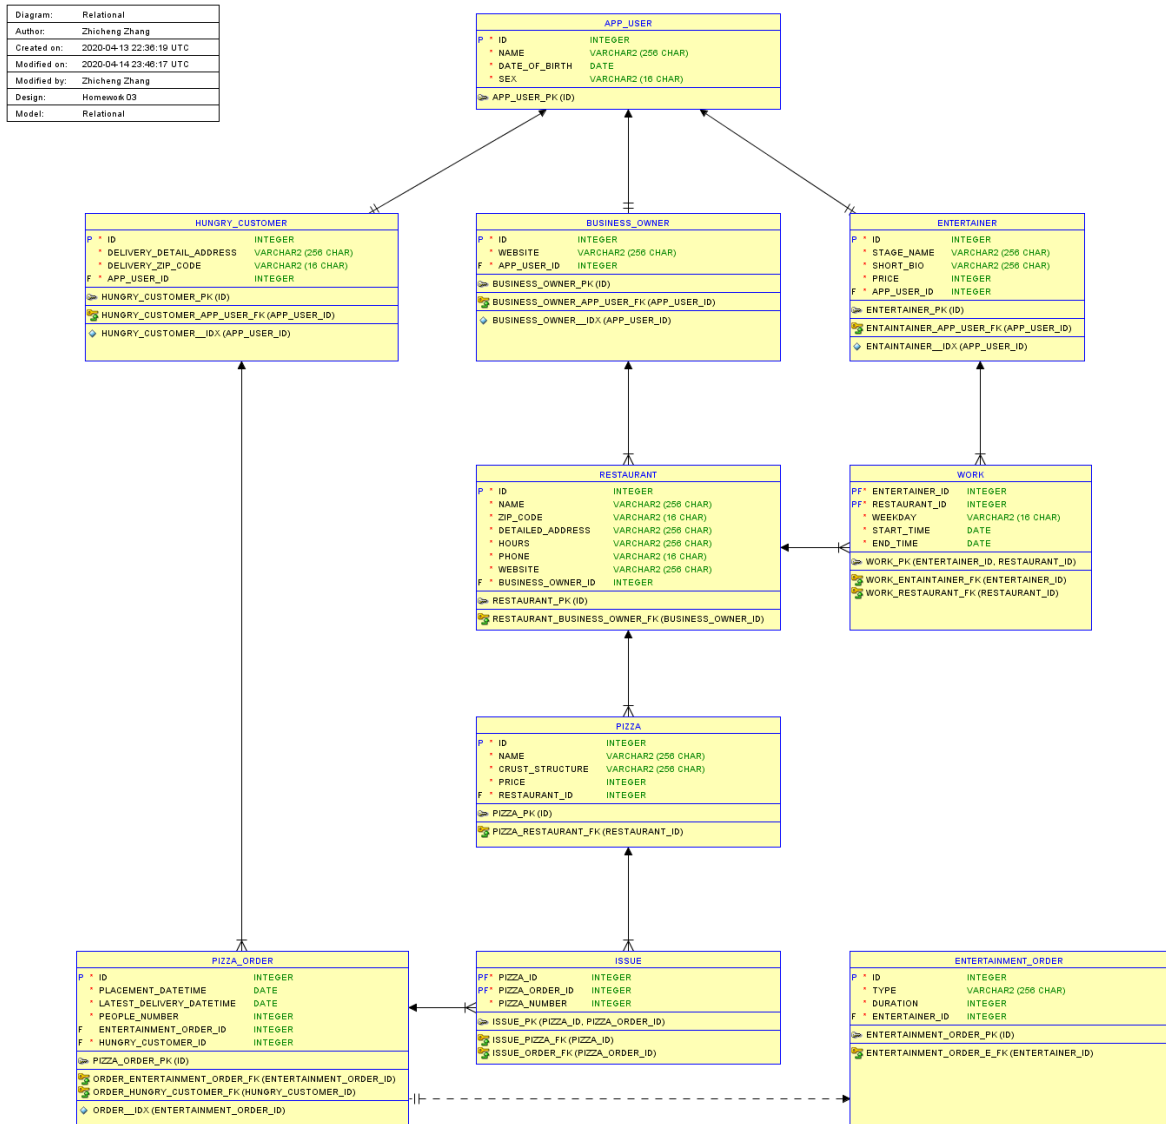 Diagram: Relational
Author: Zhicheng Zhang
Created on: 2020-04-13 22:36:19 UTC
Modified on: 2020-04-14 23:46:17 UTC
Modified by: Zhicheng Zhang
Design: Homework 03
Model: Relational
APP_USER
P * ID INTEGER
* NAME VARCHAR2 (256 CHAR)
* DATE_OF_BIRTH DATE
* SEX VARCHAR2 (16 CHAR)
APP_USER_PK (ID)
HUNGRY_CUSTOMER
P * ID INTEGER
* DELIVERY_DETAIL_ADDRESS VARCHAR2 (256 CHAR)
* DELIVERY_ZIP_CODE VARCHAR2 (16 CHAR)
F * APP_USER_ID INTEGER
HUNGRY_CUSTOMER_PK (ID)
HUNGRY_CUSTOMER_APP_USER_FK (APP_USER_ID)
HUNGRY_CUSTOMER__IDX (APP_USER_ID)
BUSINESS_OWNER
P * ID INTEGER
* WEBSITE VARCHAR2 (256 CHAR)
F * APP_USER_ID INTEGER
BUSINESS_OWNER_PK (ID)
BUSINESS_OWNER_APP_USER_FK (APP_USER_ID)
BUSINESS_OWNER__IDX (APP_USER_ID)
ENTERTAINER
P * ID INTEGER
* STAGE_NAME VARCHAR2 (256 CHAR)
* SHORT_BIO VARCHAR2 (256 CHAR)
* PRICE INTEGER
F * APP_USER_ID INTEGER
ENTERTAINER_PK (ID)
ENTAINTAINER_APP_USER_FK (APP_USER_ID)
ENTAINTAINER__IDX (APP_USER_ID)
RESTAURANT
P * ID INTEGER
* NAME VARCHAR2 (256 CHAR)
* ZIP_CODE VARCHAR2 (16 CHAR)
* DETAILED_ADDRESS VARCHAR2 (256 CHAR)
* HOURS VARCHAR2 (256 CHAR)
* PHONE VARCHAR2 (16 CHAR)
* WEBSITE VARCHAR2 (256 CHAR)
F * BUSINESS_OWNER_ID INTEGER
RESTAURANT_PK (ID)
RESTAURANT_BUSINESS_OWNER_FK (BUSINESS_OWNER_ID)
WORK
PF* ENTERTAINER_ID INTEGER
PF* RESTAURANT_ID INTEGER
* WEEKDAY VARCHAR2 (16 CHAR)
* START_TIME DATE
* END_TIME DATE
WORK_PK (ENTERTAINER_ID, RESTAURANT_ID)
WORK_ENTAINTAINER_FK (ENTERTAINER_ID)
WORK_RESTAURANT_FK (RESTAURANT_ID)
PIZZA
P * ID INTEGER
* NAME VARCHAR2 (256 CHAR)
* CRUST_STRUCTURE VARCHAR2 (256 CHAR)
* PRICE INTEGER
F * RESTAURANT_ID INTEGER
PIZZA_PK (ID)
PIZZA_RESTAURANT_FK (RESTAURANT_ID)
PIZZA_ORDER
P * ID INTEGER
* PLACEMENT_DATETIME DATE
* LATEST_DELIVERY_DATETIME DATE
* PEOPLE_NUMBER INTEGER
F ENTERTAINMENT_ORDER_ID INTEGER
F * HUNGRY_CUSTOMER_ID INTEGER
PIZZA_ORDER_PK (ID)
ORDER_ENTERTAINMENT_ORDER_FK (ENTERTAINMENT_ORDER_ID)
ORDER_HUNGRY_CUSTOMER_FK (HUNGRY_CUSTOMER_ID)
ORDER__IDX (ENTERTAINMENT_ORDER_ID)
ISSUE
PF* PIZZA_ID INTEGER
PF* PIZZA_ORDER_ID INTEGER
* PIZZA_NUMBER INTEGER
ISSUE_PK (PIZZA_ID, PIZZA_ORDER_ID)
ISSUE_PIZZA_FK (PIZZA_ID)
ISSUE_ORDER_FK (PIZZA_ORDER_ID)
ENTERTAINMENT_ORDER
P * ID INTEGER
* TYPE VARCHAR2 (256 CHAR)
* DURATION INTEGER
F * ENTERTAINER_ID INTEGER
ENTERTAINMENT_ORDER_PK (ID)
ENTERTAINMENT_ORDER_E_FK (ENTERTAINER_ID)